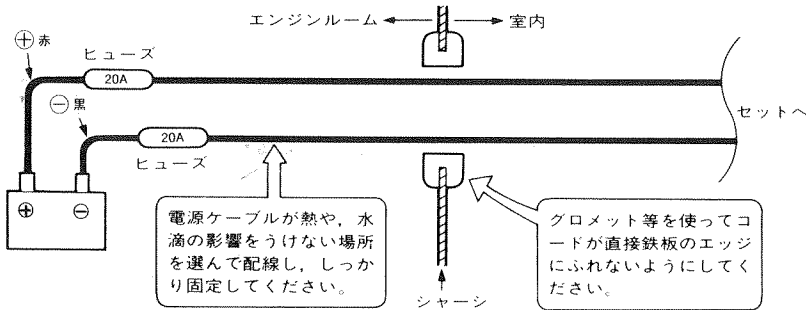 エンジンルーム
室内
⊕赤
ヒューズ
20A
⊖黒
20A
ヒューズ
セットへ
⊕ ⊖
電源ケーブルが熱や，水
滴の影響をうけない場所
を選んで配線し，しっか
り固定してください。
グロメット等を使ってコ
ードが直接鉄板のエッジ
にふれないようにしてく
ださい。
シャーシ